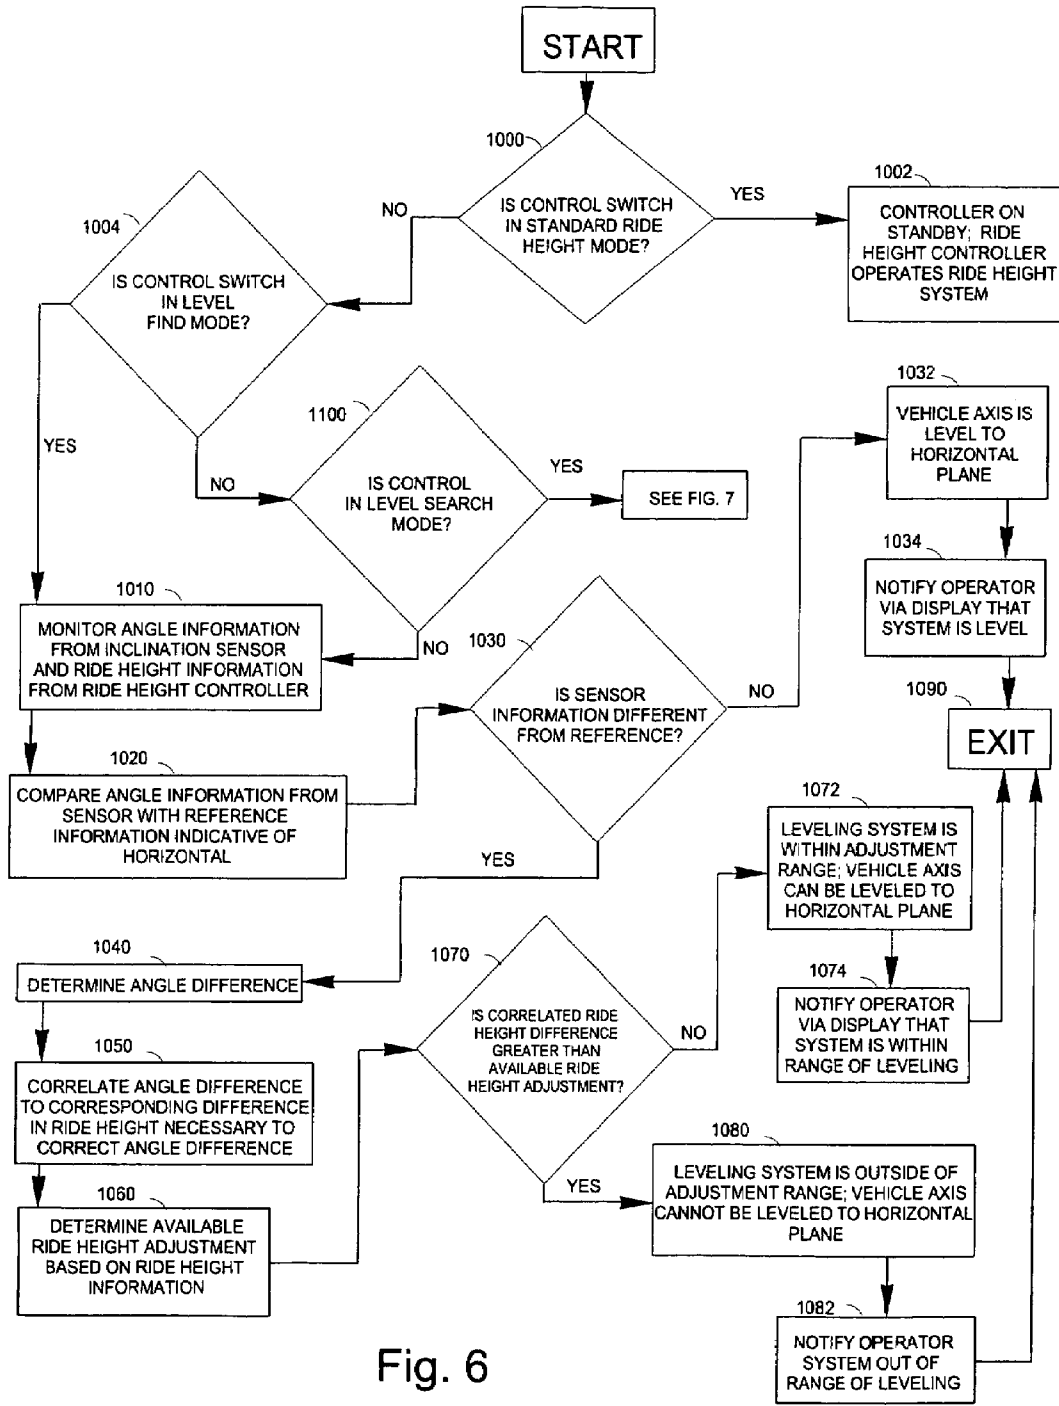 START
1000
IS CONTROL SWITCH
IN STANDARD RIDE
HEIGHT MODE?
YES
NO
1002
CONTROLLER ON
STANDBY; RIDE
HEIGHT CONTROLLER
OPERATES RIDE HEIGHT
SYSTEM
1004
IS CONTROL SWITCH
IN LEVEL
FIND MODE?
YES
NO
1100
IS CONTROL
IN LEVEL SEARCH
MODE?
YES
NO
SEE FIG. 7
1010
MONITOR ANGLE INFORMATION
FROM INCLINATION SENSOR
AND RIDE HEIGHT INFORMATION
FROM RIDE HEIGHT CONTROLLER
1020
COMPARE ANGLE INFORMATION FROM
SENSOR WITH REFERENCE
INFORMATION INDICATIVE OF
HORIZONTAL
1030
IS SENSOR
INFORMATION DIFFERENT
FROM REFERENCE?
NO
YES
1032
VEHICLE AXIS IS
LEVEL TO
HORIZONTAL
PLANE
1034
NOTIFY OPERATOR
VIA DISPLAY THAT
SYSTEM IS LEVEL
1090
EXIT
1040
DETERMINE ANGLE DIFFERENCE
1050
CORRELATE ANGLE DIFFERENCE
TO CORRESPONDING DIFFERENCE
IN RIDE HEIGHT NECESSARY TO
CORRECT ANGLE DIFFERENCE
1060
DETERMINE AVAILABLE
RIDE HEIGHT ADJUSTMENT
BASED ON RIDE HEIGHT
INFORMATION
1070
IS CORRELATED RIDE
HEIGHT DIFFERENCE
GREATER THAN
AVAILABLE RIDE
HEIGHT ADJUSTMENT?
NO
YES
1072
LEVELING SYSTEM IS
WITHIN ADJUSTMENT
RANGE; VEHICLE AXIS
CAN BE LEVELED TO
HORIZONTAL PLANE
1074
NOTIFY OPERATOR
VIA DISPLAY THAT
SYSTEM IS WITHIN
RANGE OF LEVELING
1080
LEVELING SYSTEM IS OUTSIDE OF
ADJUSTMENT RANGE; VEHICLE AXIS
CANNOT BE LEVELED TO HORIZONTAL
PLANE
1082
NOTIFY OPERATOR
SYSTEM OUT OF
RANGE OF LEVELING
Fig. 6